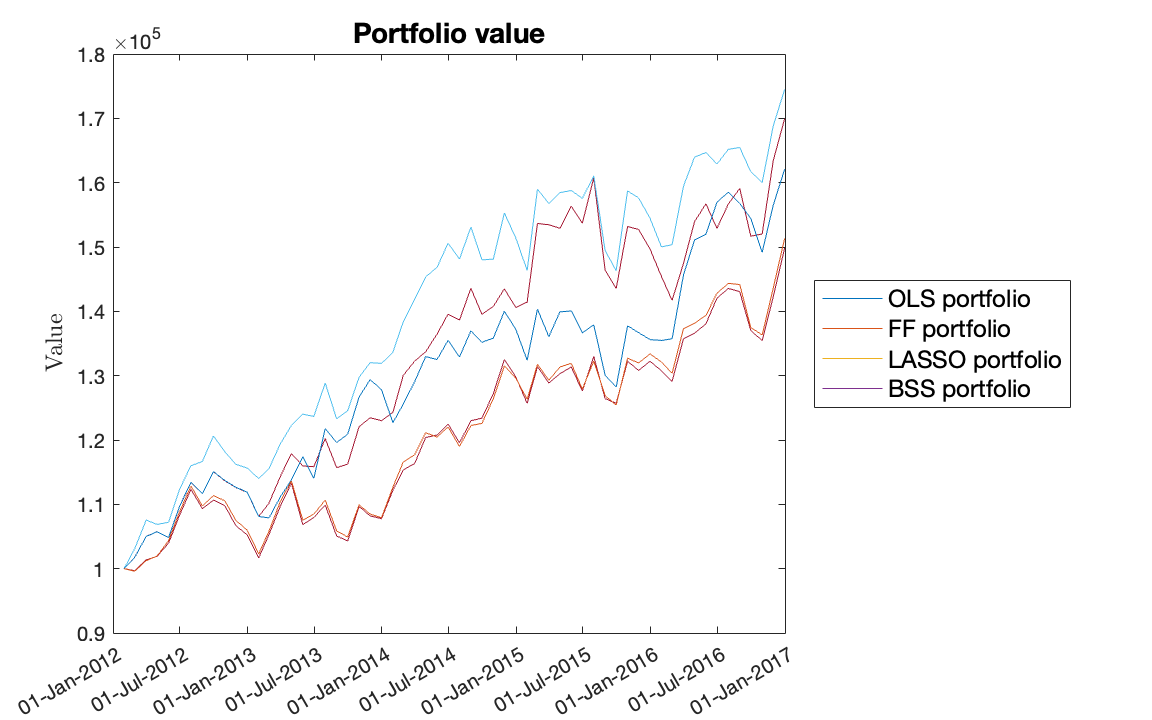 Portfolio value
×10^5
1.8
1.7
1.6
1.5
1.4
1.3
1.2
1.1
1
0.9
Value
01-Jan-2012
01-Jul-2012
01-Jan-2013
01-Jul-2013
01-Jan-2014
01-Jul-2014
01-Jan-2015
01-Jul-2015
01-Jan-2016
01-Jul-2016
01-Jan-2017
OLS portfolio
FF portfolio
LASSO portfolio
BSS portfolio